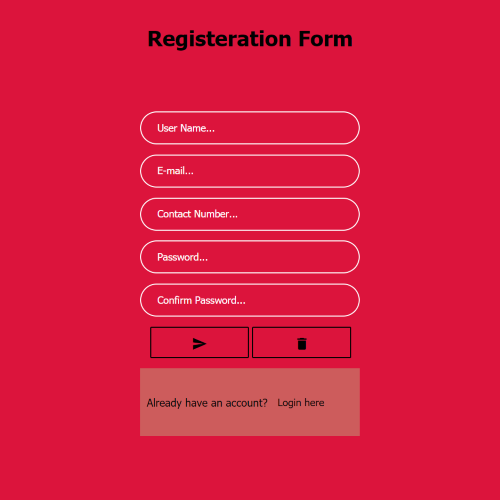 Registeration Form
User Name...
E-mail...
Contact Number...
Password...
Confirm Password...
Already have an account? Login here